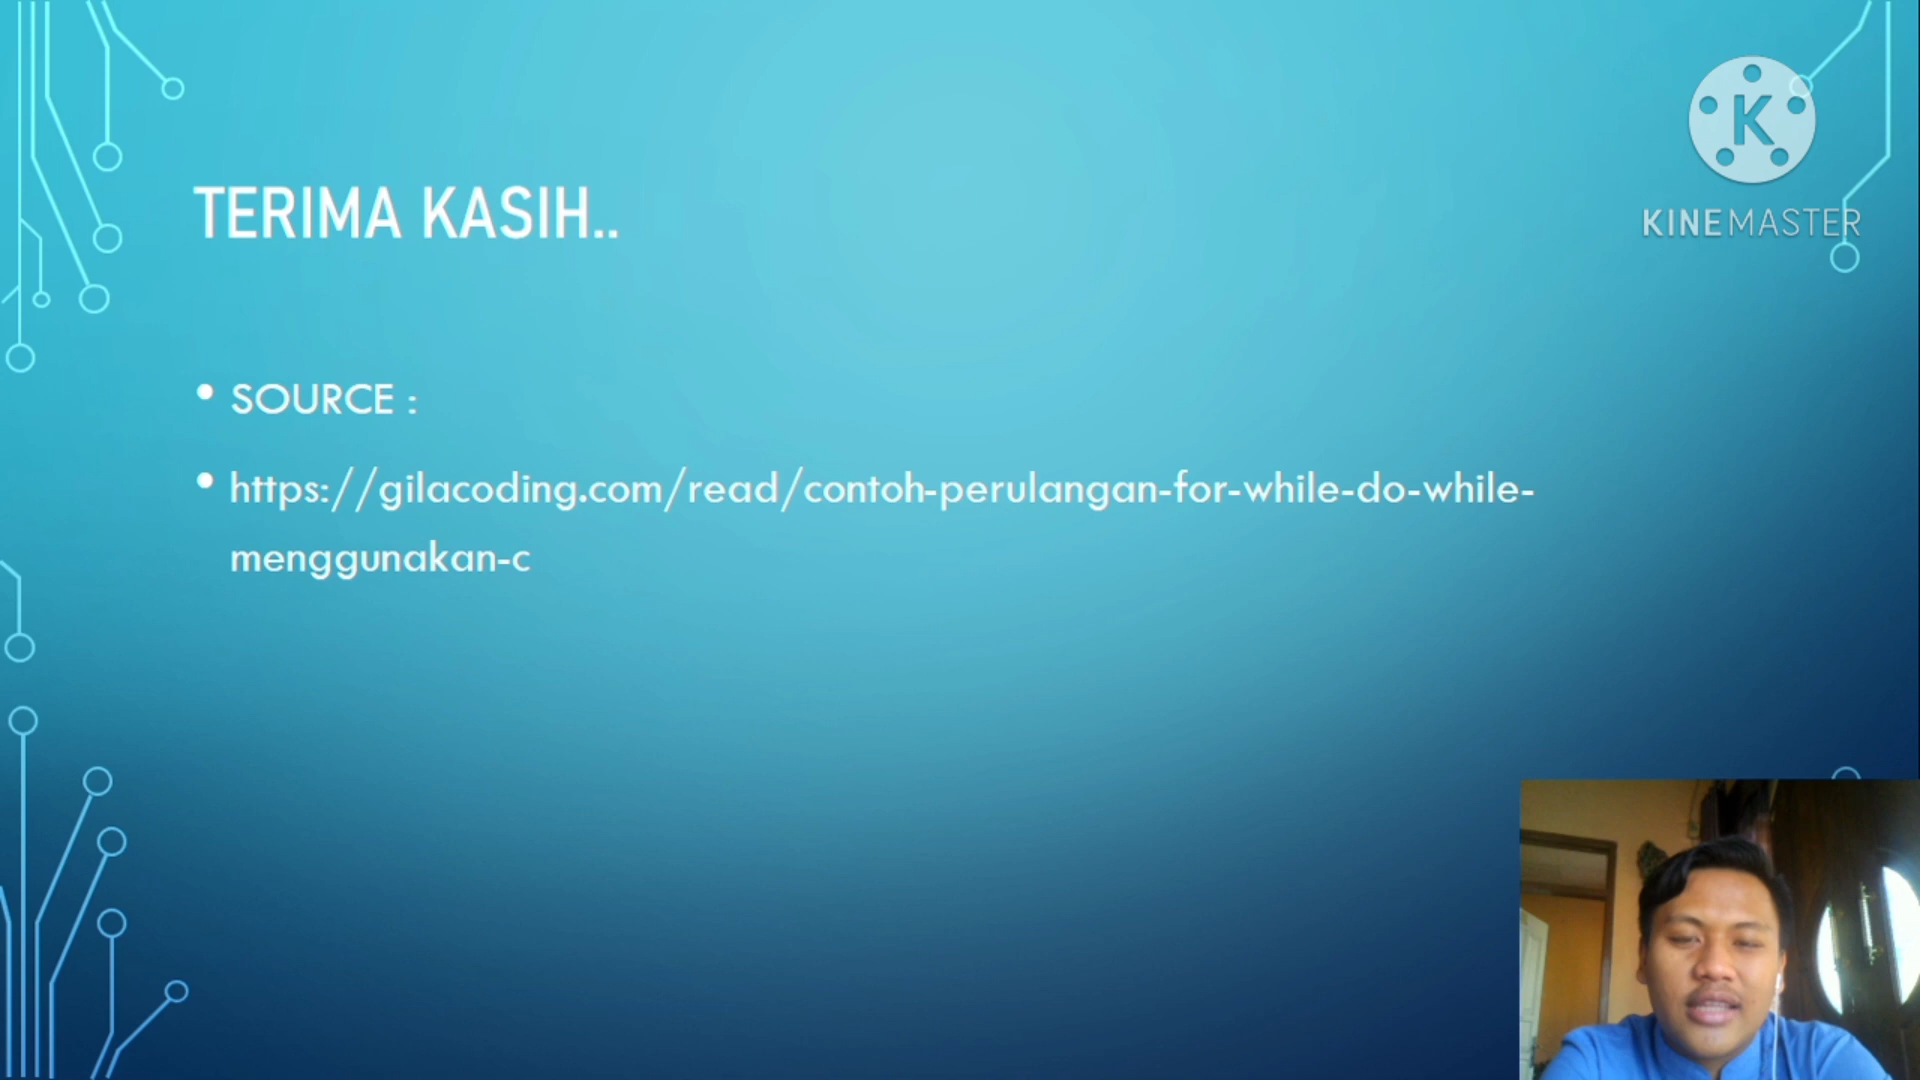 TERIMA KASIH..
K
KINEMASTER
• SOURCE :
• https://gilacoding.com/read/contoh-perulangan-for-while-do-while-
menggunakan-c